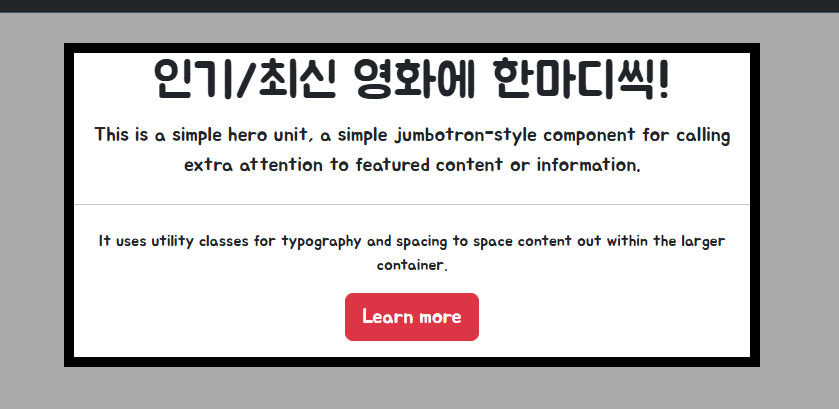 인기/최신 영화에 한마디씩!
This is a simple hero unit, a simple jumbotron-style component for calling
extra attention to featured content or information.
It uses utility classes for typography and spacing to space content out within the larger
container.
Learn more